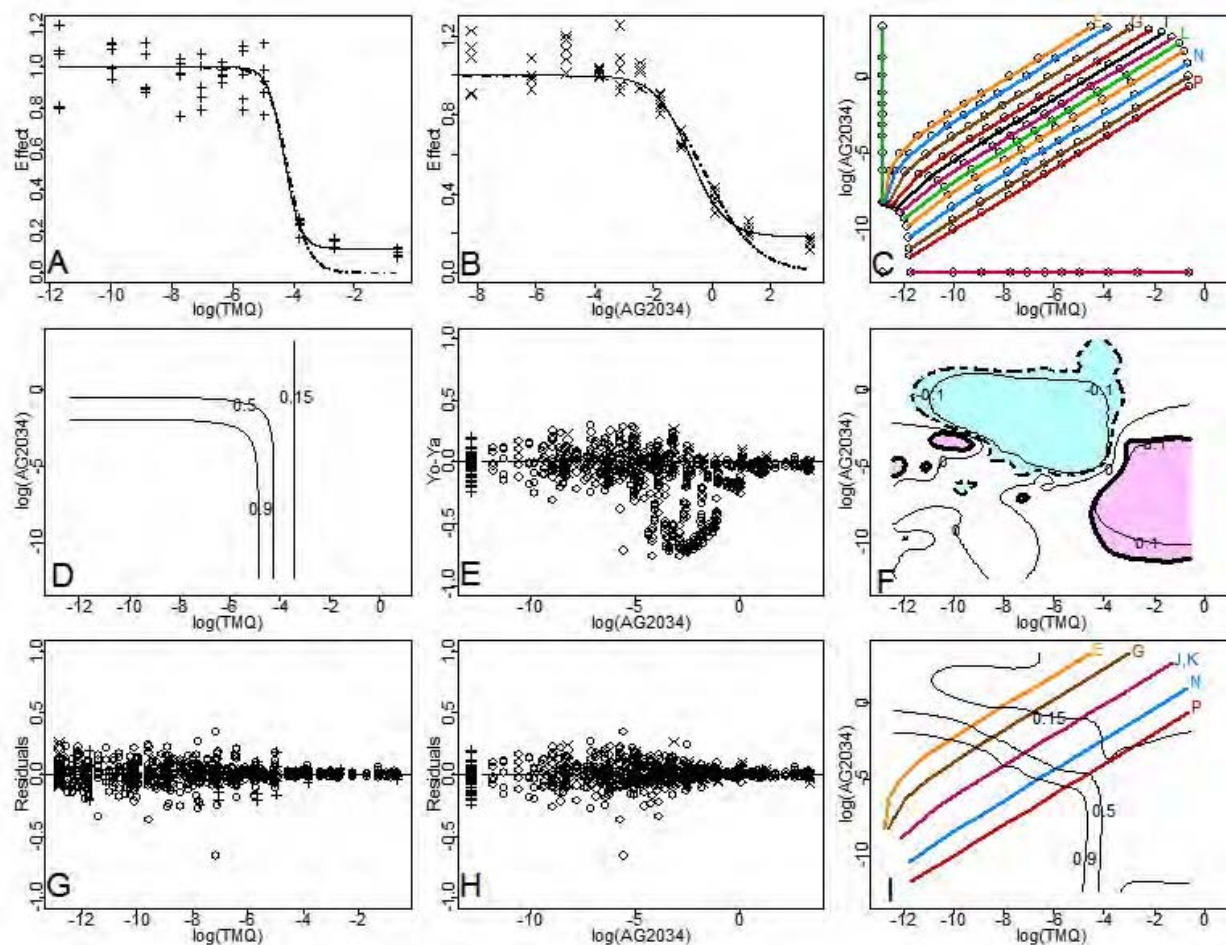 Effect
0.0 0.2 0.4 0.6 0.8 1.0 1.2
A
-12 -10 -8 -6 -4 -2
log(TMQ)
Effect
0.0 0.4 0.8 1.2
B
-8 -6 -4 -2 0 2
log(AG2034)
log(AG2034)
-10 -5 0
E G I L N P
C
-12 -10 -8 -6 -4 -2
log(TMQ)
log(AG2034)
-10 -5 0
0.5
0.15
0.9
D
-12 -10 -8 -6 -4 -2 0
log(TMQ)
Yo-Ya
-1.0 -0.5 0.0 0.5 1.0
E
-10 -5 0
log(AG2034)
log(AG2034)
-10 -5 0
-0.1
-0.1
0.1
0
0
0
0.1
F
-12 -10 -8 -6 -4 -2 0
log(TMQ)
Residuals
-1.0 -0.5 0.0 0.5 1.0
G
-12 -10 -8 -6 -4 -2 0
log(TMQ)
Residuals
-1.0 -0.5 0.0 0.5 1.0
H
-10 -5 0
log(AG2034)
log(AG2034)
-10 -5 0
E G J,K N P
0.15
0.5
0.9
I
-12 -10 -8 -6 -4 -2 0
log(TMQ)